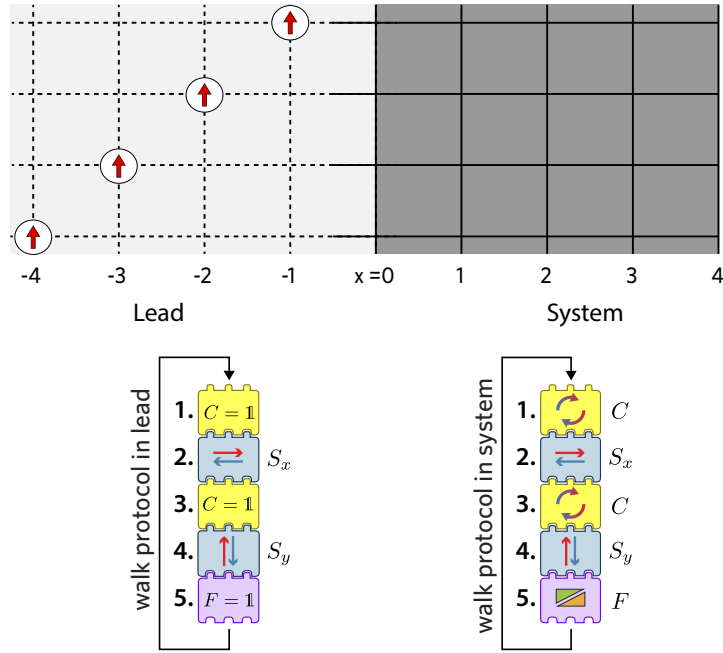 -4 -3 -2 -1 x =0 1 2 3 4
Lead System
walk protocol in lead
1. C = 𝟙
2. S_x
3. C = 𝟙
4. S_y
5. F = 𝟙
walk protocol in system
1. C
2. S_x
3. C
4. S_y
5. F